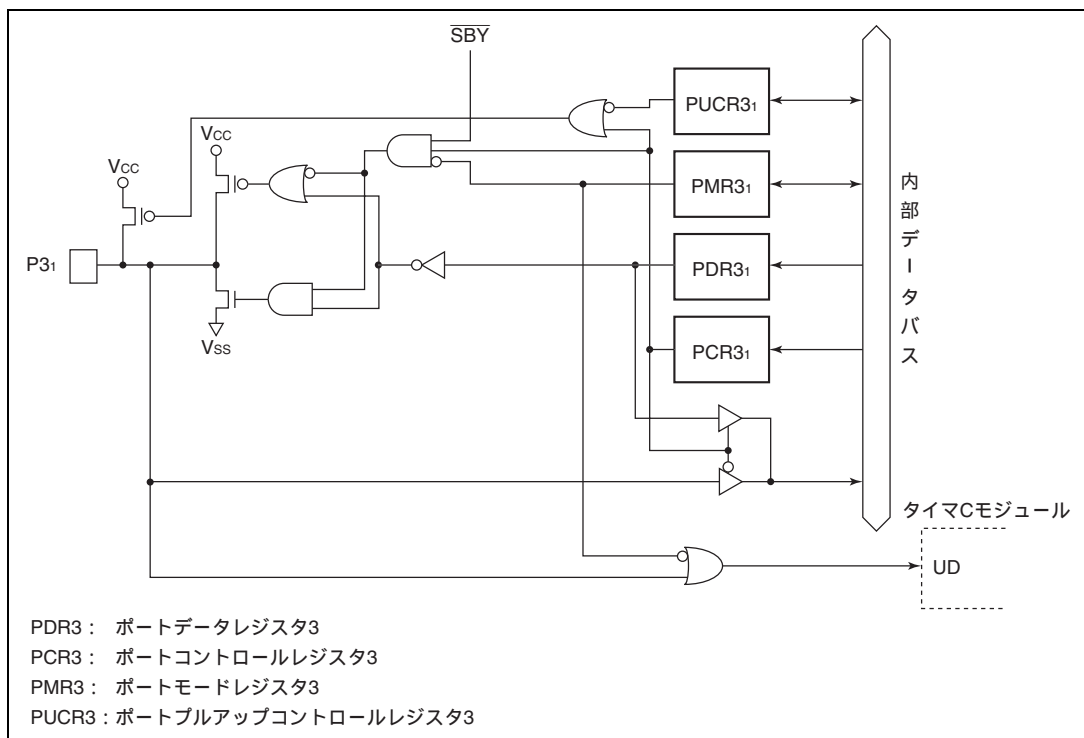 SBY
PUCR31
VCC
VCC
PMR31
内部データバス
P31
PDR31
VSS
PCR31
タイマCモジュール
UD
PDR3： ポートデータレジスタ3
PCR3： ポートコントロールレジスタ3
PMR3： ポートモードレジスタ3
PUCR3：ポートプルアップコントロールレジスタ3